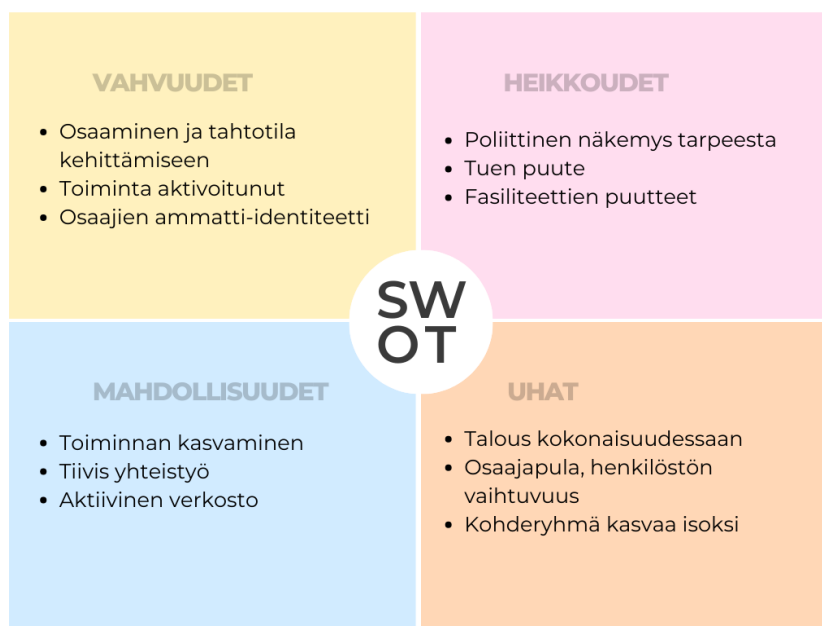 VAHVUUDET
• Osaaminen ja tahtotila
kehittämiseen
• Toiminta aktivoitunut
• Osaajien ammatti-identiteetti
HEIKKOUDET
• Poliittinen näkemys tarpeesta
• Tuen puute
• Fasiliteettien puutteet
SW
OT
MAHDOLLISUUDET
• Toiminnan kasvaminen
• Tiivis yhteistyö
• Aktiivinen verkosto
UHAT
• Talous kokonaisuudessaan
• Osaajapula, henkilöstön
vaihtuvuus
• Kohderyhmä kasvaa isoksi